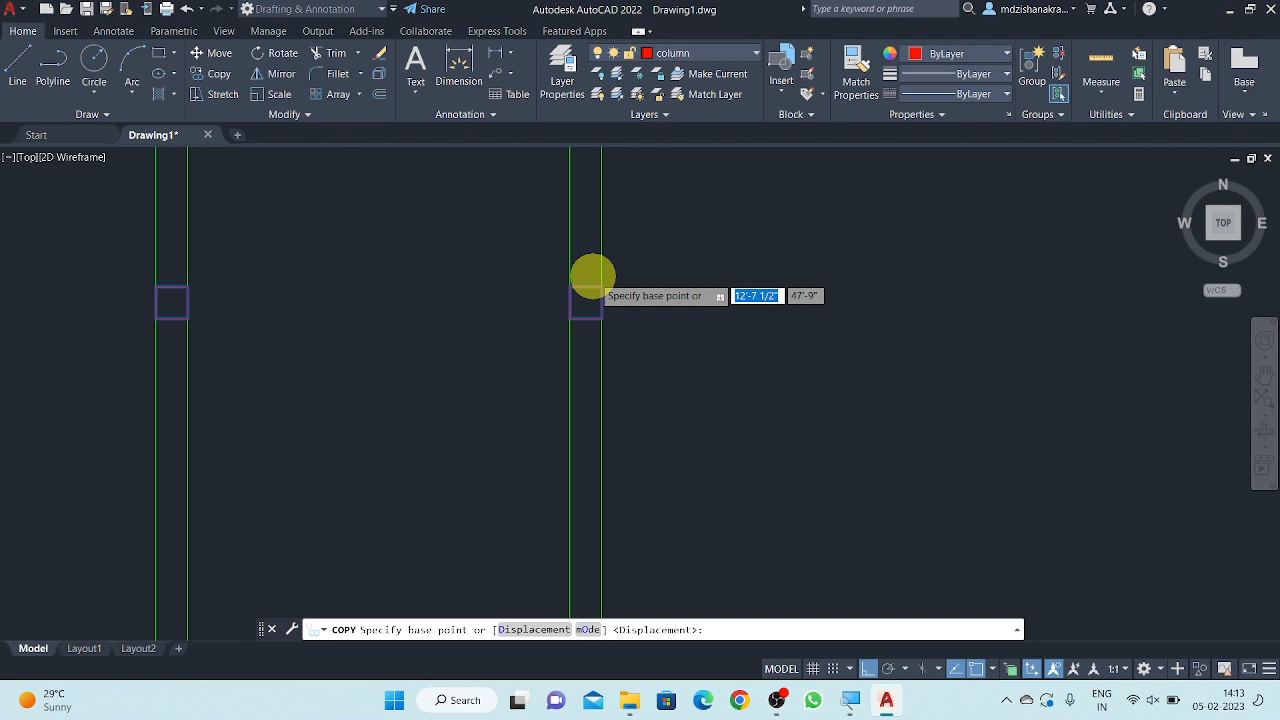 Drafting & Annotation
Share
Autodesk AutoCAD 2022 Drawing1.dwg
Type a keyword or phrase
mdzishanakra...
Home Insert Annotate Parametric View Manage Output Add-ins Collaborate Express Tools Featured Apps
Line Polyline Circle Arc
Move Rotate Trim
Copy Mirror Fillet
Stretch Scale Array
Text Dimension Table
Layer Properties
column
Make Current
Match Layer
Insert
Match Properties
ByLayer
ByLayer
ByLayer
Group Measure Paste Base
Draw Modify Annotation Layers Block Properties Groups Utilities Clipboard View
Start Drawing1*
[−][Top][2D Wireframe]
N
W TOP E
S
WCS
Specify base point or 12'-7 1/2" 47'-9"
COPY Specify base point or [Displacement mOde] <Displacement>:
Model Layout1 Layout2
MODEL 1:1
29°C
Sunny
Search
ENG
IN
14:13
05-02-2023